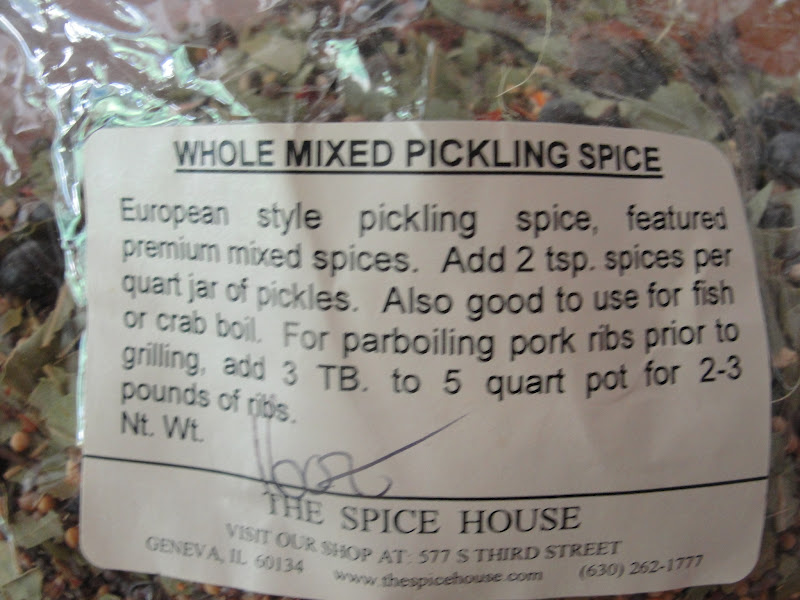 WHOLE MIXED PICKLING SPICE
European style pickling spice, featured
premium mixed spices. Add 2 tsp. spices per
quart jar of pickles. Also good to use for fish
or crab boil. For parboiling pork ribs prior to
grilling, add 3 TB. to 5 quart pot for 2-3
pounds of ribs.
Nt. Wt.
THE SPICE HOUSE
VISIT OUR SHOP AT: 577 S THIRD STREET
GENEVA, IL 60134 www.thespicehouse.com (630) 262-1777